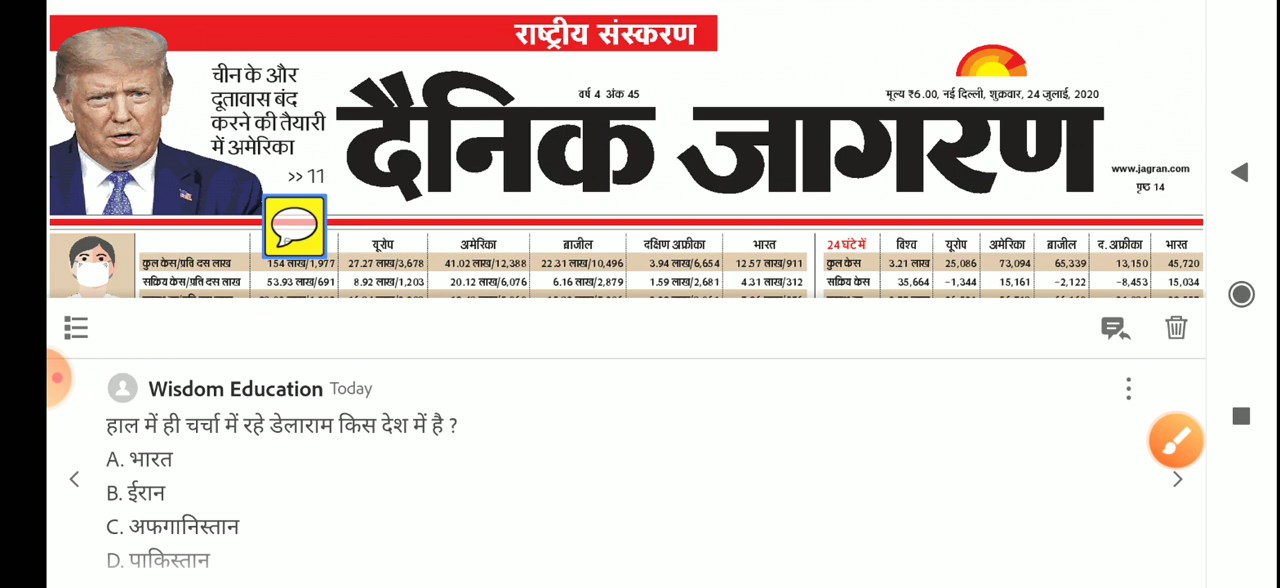 राष्ट्रीय संस्करण
चीन के और
दूतावास बंद
करने की तैयारी
में अमेरिका
>> 11
वर्ष 4 अंक 45
मूल्य ₹6.00, नई दिल्ली, शुक्रवार, 24 जुलाई, 2020
दैनिक जागरण
www.jagran.com
पृष्ठ 14
यूरोप अमेरिका ब्राजील दक्षिण अफ्रीका भारत 24 घंटे में विश्व यूरोप अमेरिका ब्राजील द. अफ्रीका भारत
कुल केस/प्रति दस लाख 154 लाख/1,977 27.27 लाख/3,678 41.02 लाख/12,388 22.31 लाख/10,496 3.94 लाख/6,654 12.57 लाख/911 कुल केस 3.21 लाख 25,086 73,094 65,339 13,150 45,720
सक्रिय केस/प्रति दस लाख 53.93 लाख/691 8.92 लाख/1,203 20.12 लाख/6,076 6.16 लाख/2,879 1.59 लाख/2,681 4.31 लाख/312 सक्रिय केस 35,664 -1,344 15,161 -2,122 -8,453 15,034
Wisdom Education Today
हाल में ही चर्चा में रहे डेलाराम किस देश में है ?
A. भारत
B. ईरान
C. अफगानिस्तान
D. पाकिस्तान